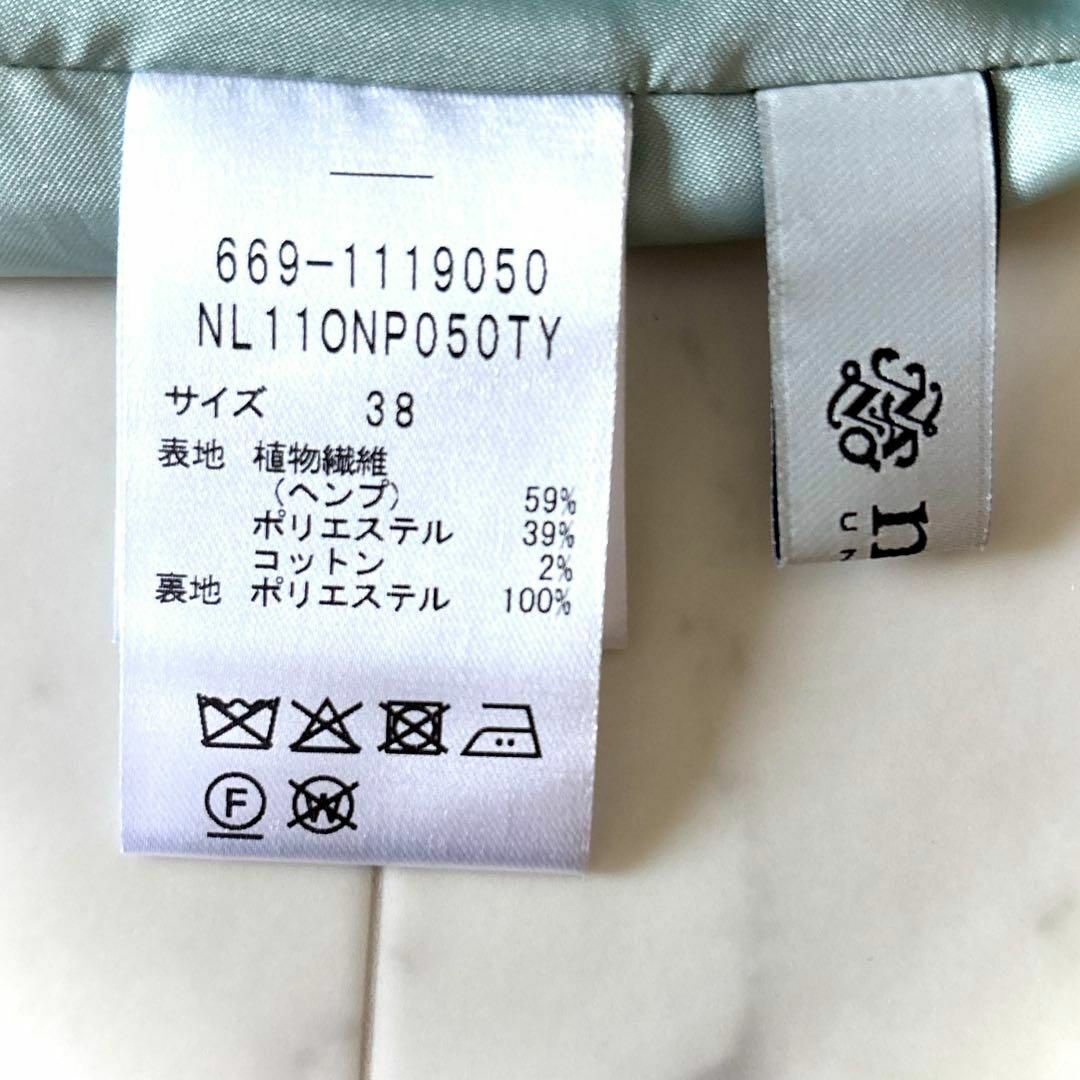 669-1119050
NL110NP050TY
サイズ 38
表地 植物繊維
(ヘンプ) 59%
ポリエステル 39%
コットン 2%
裏地 ポリエステル 100%
F
W
n